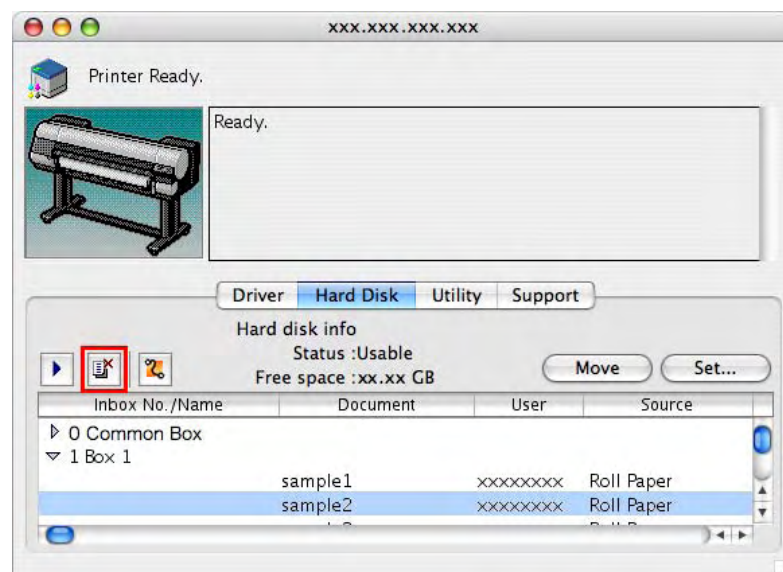 xxx.xxx.xxx.xxx
Printer Ready.
Ready.
Driver Hard Disk Utility Support
Hard disk info
Status :Usable
Free space :xx.xx GB
Move Set...
Inbox No./Name Document User Source
0 Common Box
1 Box 1
sample1 xxxxxxxx Roll Paper
sample2 xxxxxxxx Roll Paper